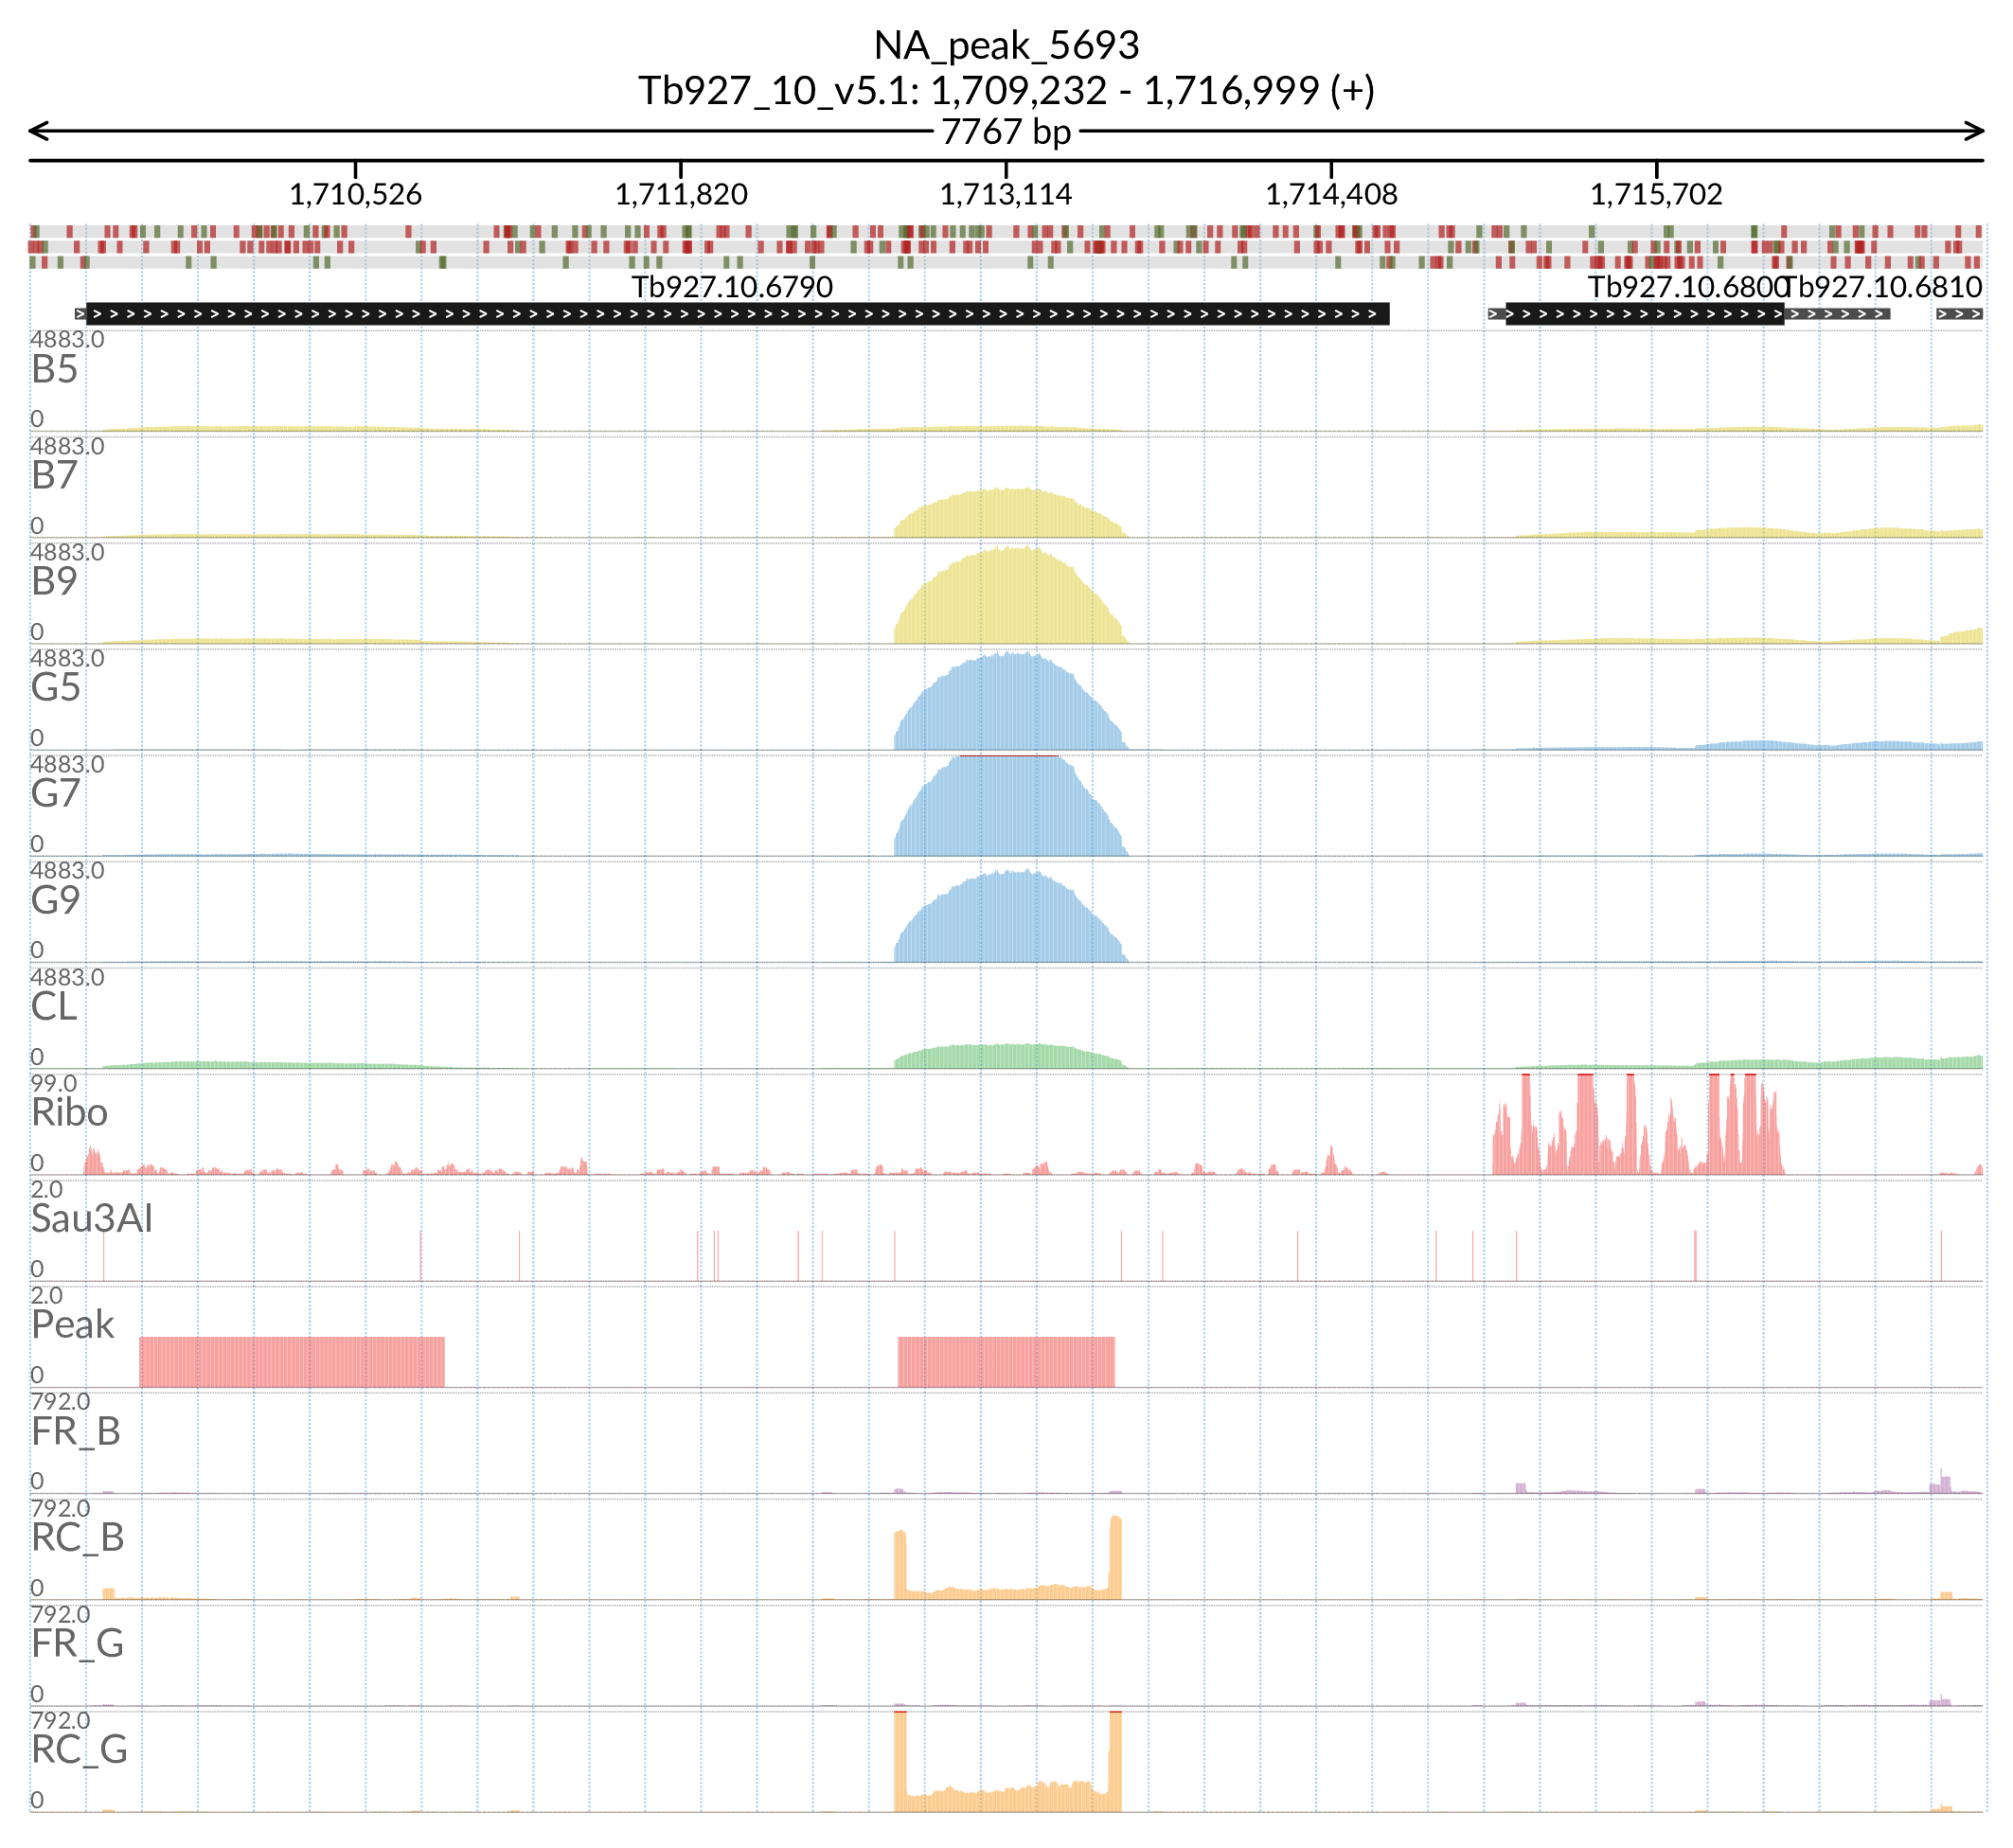 NA_peak_5693
Tb927_10_v5.1: 1,709,232 - 1,716,999 (+)
7767 bp
1,710,526 1,711,820 1,713,114 1,714,408 1,715,702
Tb927.10.6790 Tb927.10.6800 Tb927.10.6810
4883.0
B5
0
4883.0
B7
0
4883.0
B9
0
4883.0
G5
0
4883.0
G7
0
4883.0
G9
0
4883.0
CL
0
99.0
Ribo
0
2.0
Sau3AI
0
2.0
Peak
0
792.0
FR_B
0
792.0
RC_B
0
792.0
FR_G
0
792.0
RC_G
0